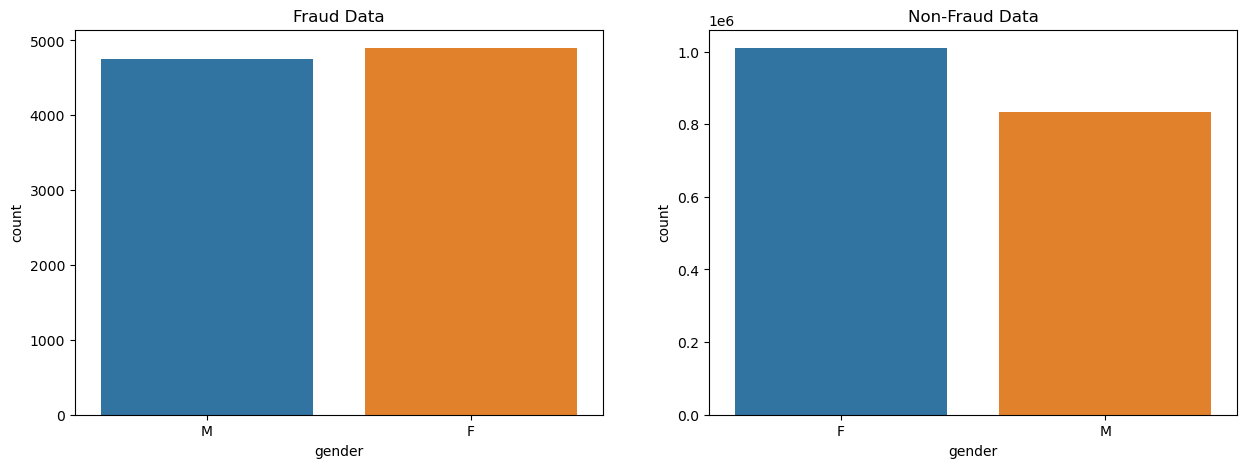 Fraud Data
5000
4000
3000
2000
1000
0
count
M F
gender
Non-Fraud Data
1e6
1.0
0.8
0.6
0.4
0.2
0.0
count
F M
gender